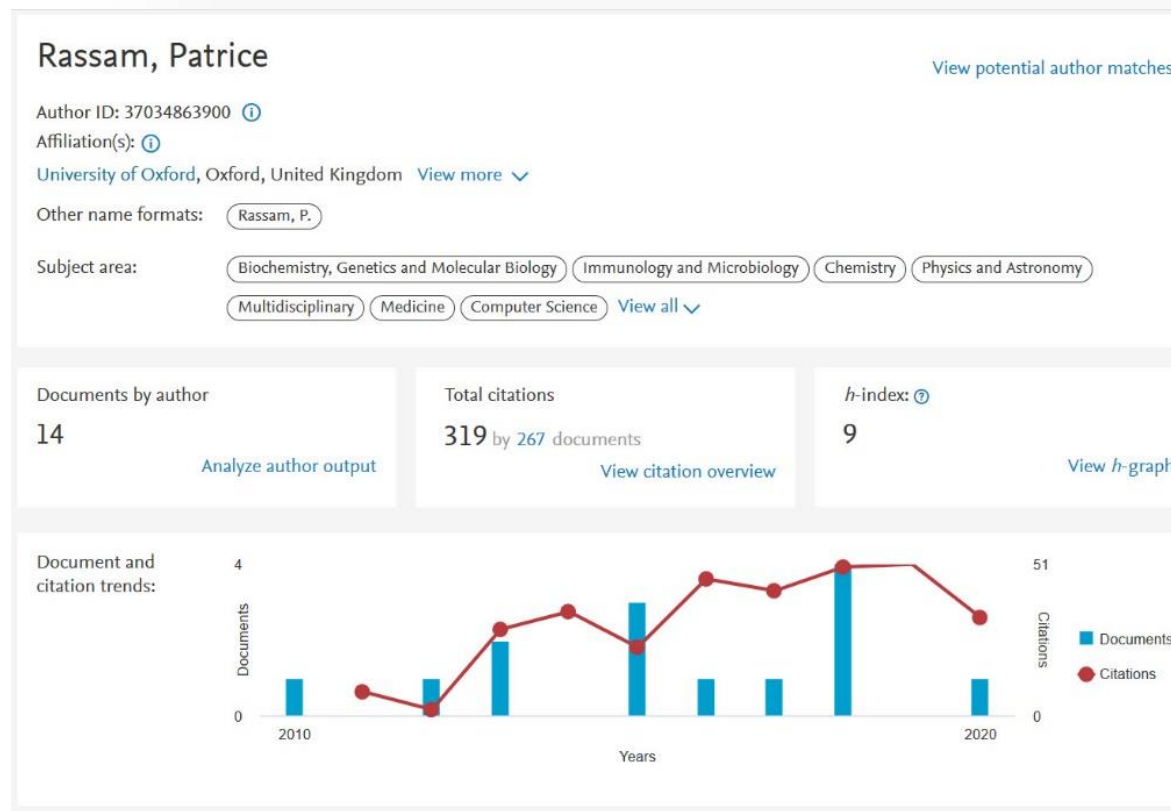 Rassam, Patrice
View potential author matches
Author ID: 37034863900
Affiliation(s):
University of Oxford, Oxford, United Kingdom View more
Other name formats: Rassam, P.
Subject area: Biochemistry, Genetics and Molecular Biology Immunology and Microbiology Chemistry Physics and Astronomy
Multidisciplinary Medicine Computer Science View all
Documents by author
14
Analyze author output
Total citations
319 by 267 documents
View citation overview
h-index:
9
View h-graph
Document and
citation trends:
4
Documents
0
2010
2020
Years
51
Citations
0
Documents
Citations